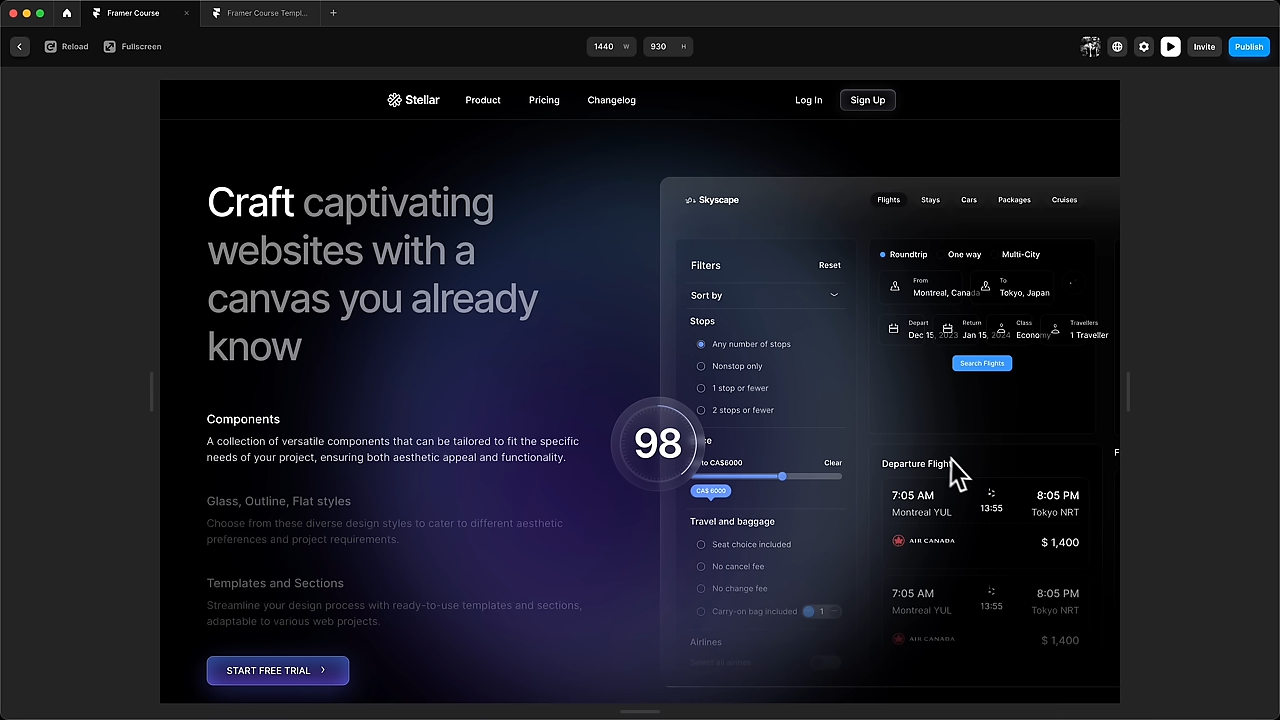 Framer Course
Framer Course Templ...
Reload
Fullscreen
1440 W
930 H
Invite
Publish
Stellar
Product
Pricing
Changelog
Log In
Sign Up
Craft captivating
websites with a
canvas you already
know
Components
A collection of versatile components that can be tailored to fit the specific
needs of your project, ensuring both aesthetic appeal and functionality.
Glass, Outline, Flat styles
Choose from these diverse design styles to cater to different aesthetic
preferences and project requirements.
Templates and Sections
Streamline your design process with ready-to-use templates and sections,
adaptable to various web projects.
START FREE TRIAL
98
Skyscape
Flights
Stays
Cars
Packages
Cruises
Filters
Reset
Sort by
Stops
Any number of stops
Nonstop only
1 stop or fewer
2 stops or fewer
to CA$6000
Clear
CA$ 6000
Travel and baggage
Seat choice included
No cancel fee
No change fee
Carry-on bag included
1
Airlines
Select all airlines
Roundtrip
One way
Multi-City
From
Montreal, Canada
To
Tokyo, Japan
Depart
Dec 15, 2023
Return
Jan 15, 2024
Class
Economy
Travellers
1 Traveller
Search Flights
Departure Flight
7:05 AM
Montreal YUL
13:55
8:05 PM
Tokyo NRT
AIR CANADA
$ 1,400
7:05 AM
Montreal YUL
13:55
8:05 PM
Tokyo NRT
AIR CANADA
$ 1,400